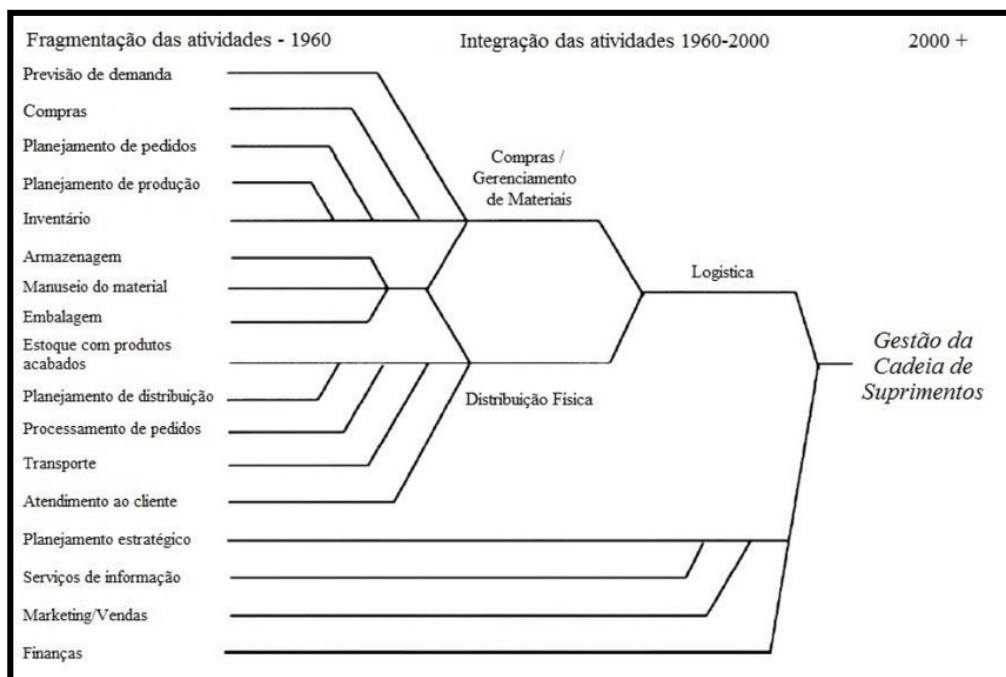 Fragmentação das atividades - 1960
Integração das atividades 1960-2000
2000 +
Previsão de demanda
Compras
Planejamento de pedidos
Planejamento de produção
Inventário
Armazenagem
Manuseio do material
Embalagem
Estoque com produtos
acabados
Planejamento de distribuição
Processamento de pedidos
Transporte
Atendimento ao cliente
Planejamento estratégico
Serviços de informação
Marketing/Vendas
Finanças
Compras /
Gerenciamento
de Materiais
Distribuição Física
Logistica
Gestão da
Cadeia de
Suprimentos